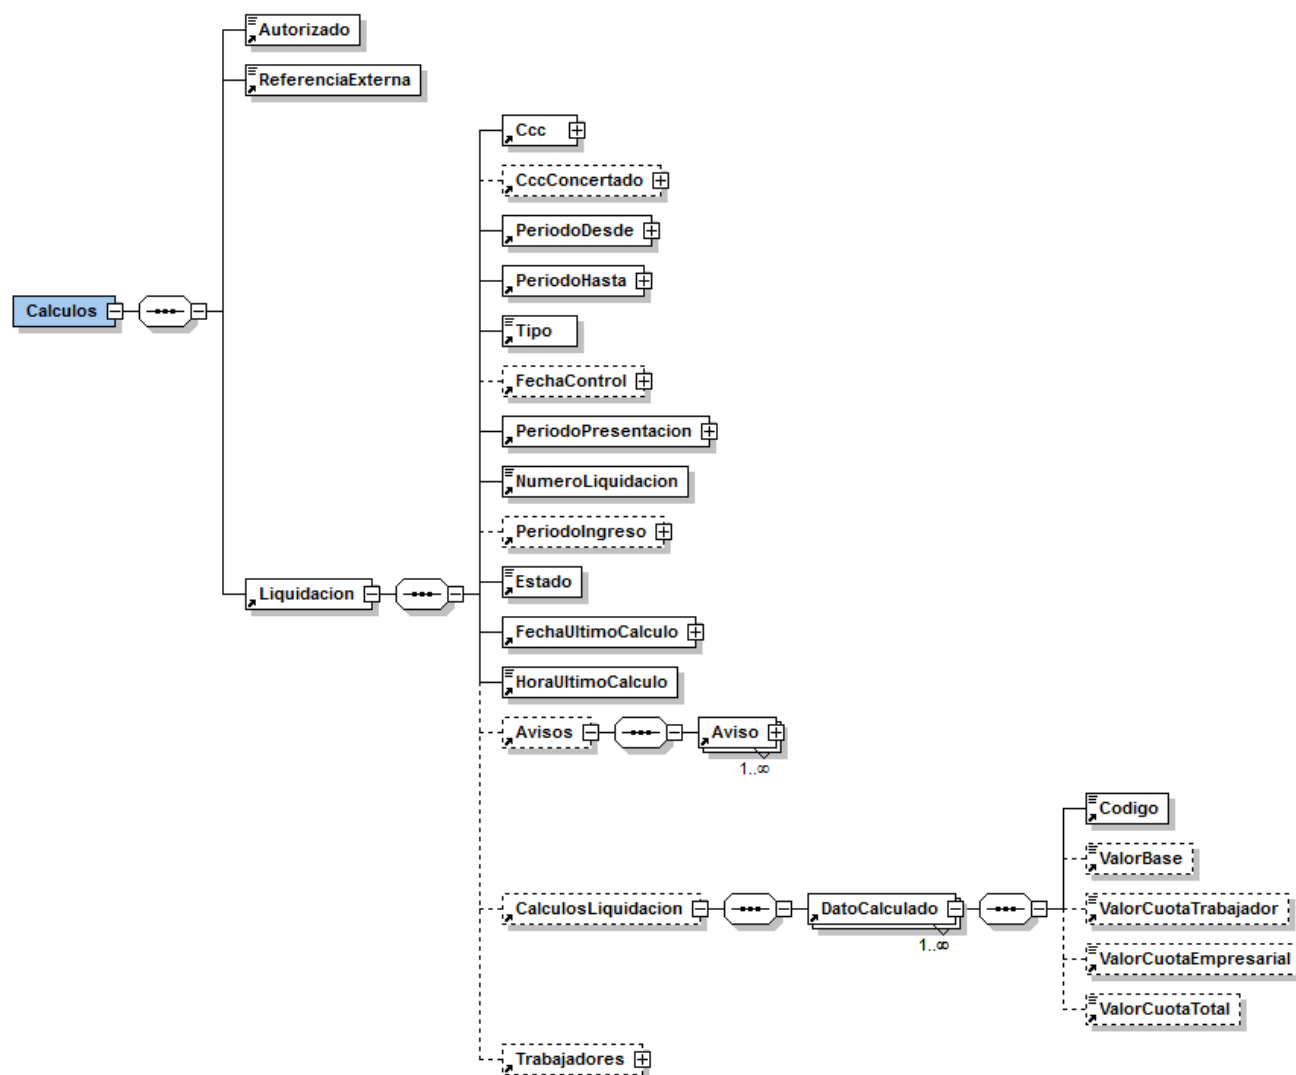 Autorizado
ReferenciaExterna
Ccc
CccConcertado
PeriodoDesde
PeriodoHasta
Calculos
Tipo
FechaControl
PeriodoPresentacion
NumeroLiquidacion
PeriodoIngreso
Estado
Liquidacion
FechaUltimoCalculo
HoraUltimoCalculo
Avisos
Aviso
1..∞
Codigo
ValorBase
CalculosLiquidacion
DatoCalculado
1..∞
ValorCuotaTrabajador
ValorCuotaEmpresarial
ValorCuotaTotal
Trabajadores